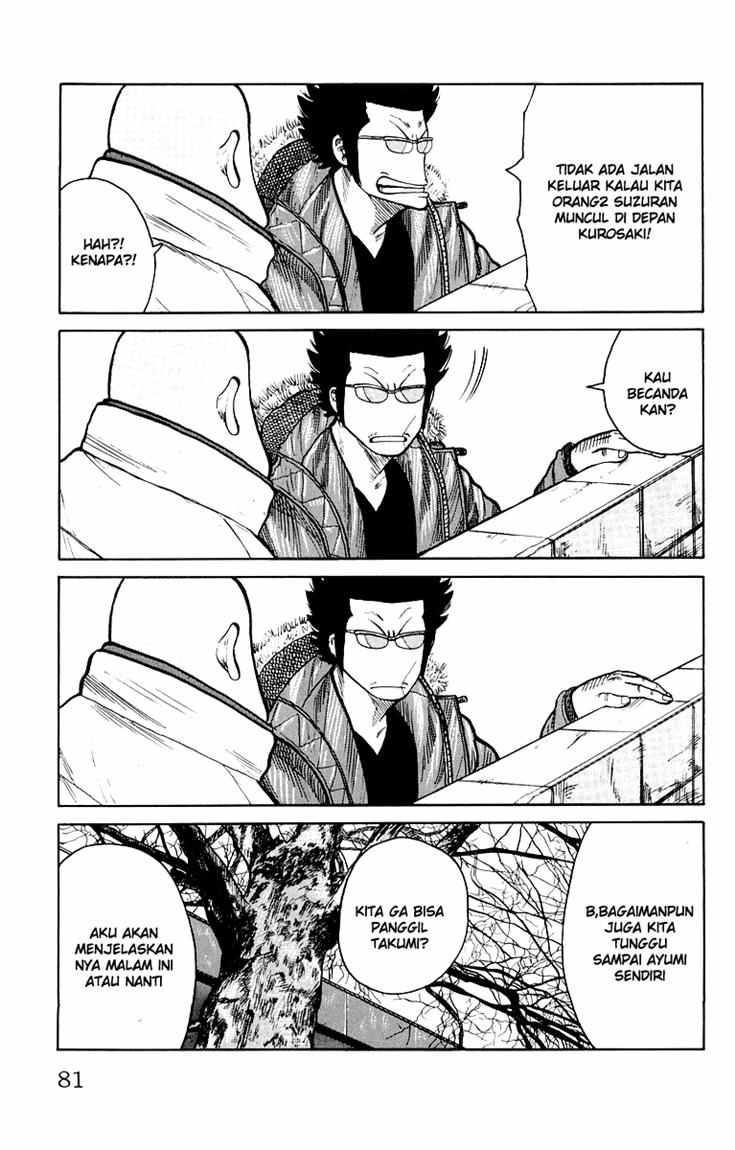 TIDAK ADA JALAN
KELUAR KALAU KITA
ORANG2 SUZURAN
MUNCUL DI DEPAN
KUROSAKI!
HAH?!
KENAPA?!
KAU
BECANDA
KAN?
B,BAGAIMANPUN
JUGA KITA
TUNGGU
SAMPAI AYUMI
SENDIRI
KITA GA BISA
PANGGIL
TAKUMI?
AKU AKAN
MENJELASKAN
NYA MALAM INI
ATAU NANTI
81